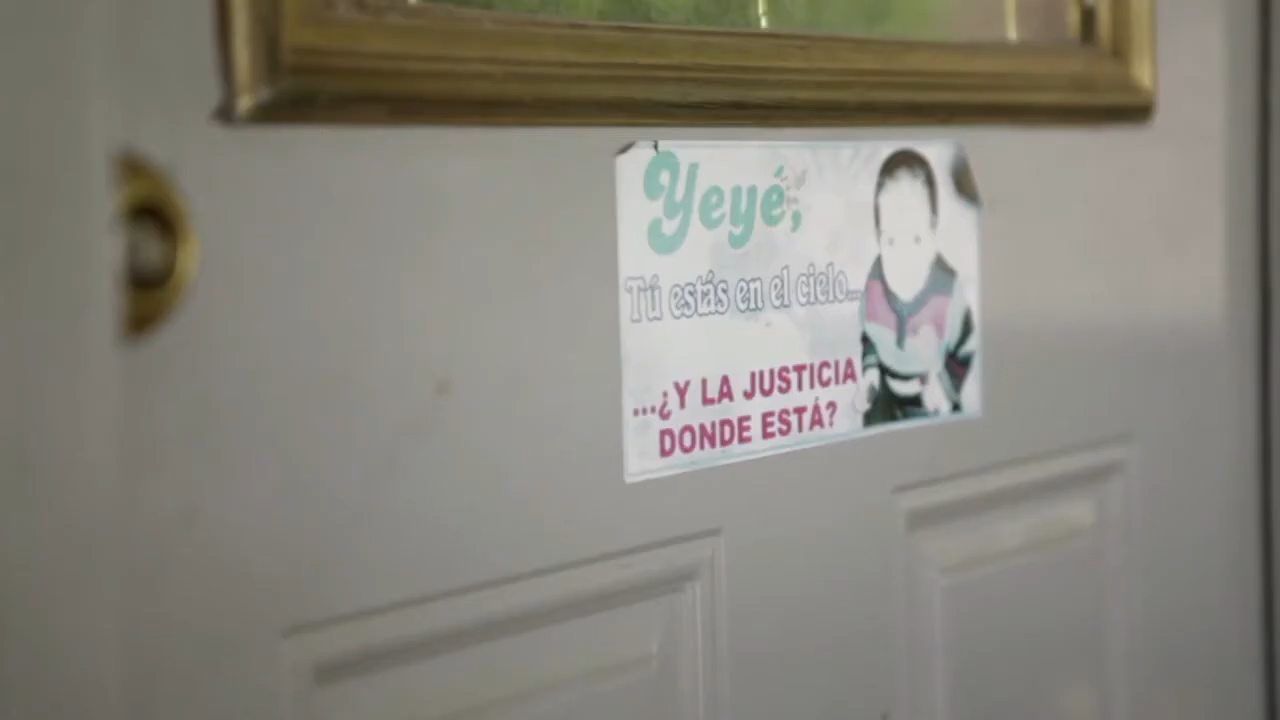 Yeyé,
Tú estás en el cielo...
...¿Y LA JUSTICIA
DONDE ESTÁ?